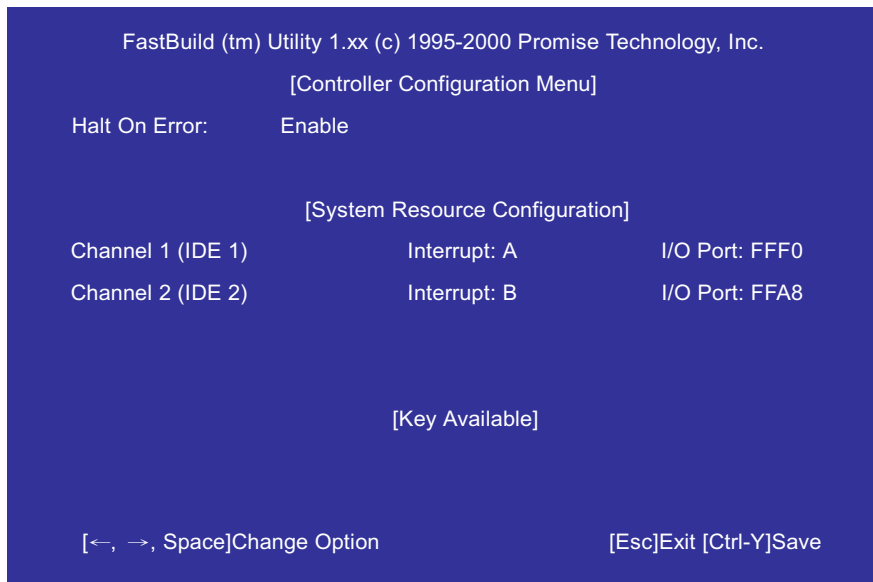 FastBuild (tm) Utility 1.xx (c) 1995-2000 Promise Technology, Inc.
[Controller Configuration Menu]
Halt On Error: Enable
[System Resource Configuration]
Channel 1 (IDE 1) Interrupt: A I/O Port: FFF0
Channel 2 (IDE 2) Interrupt: B I/O Port: FFA8
[Key Available]
[←, →, Space]Change Option [Esc]Exit [Ctrl-Y]Save